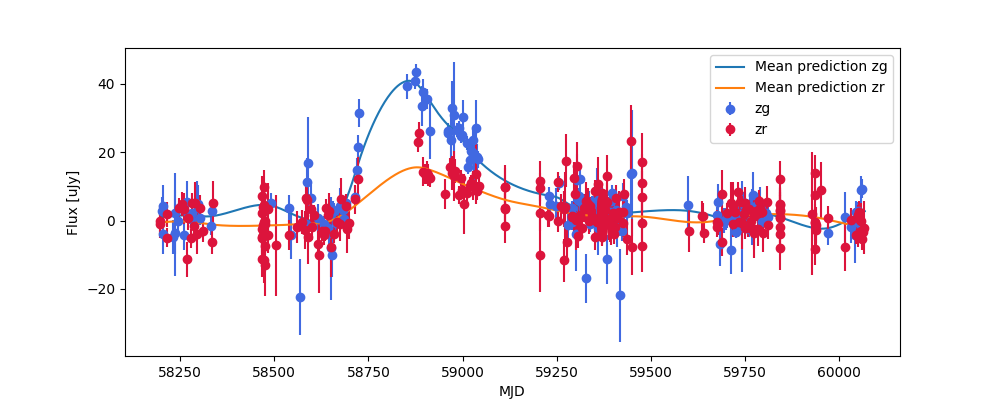 Mean prediction zg
Mean prediction zr
zg
zr
Flux [uJy]
40
20
0
−20
58250 58500 58750 59000 59250 59500 59750 60000
MJD